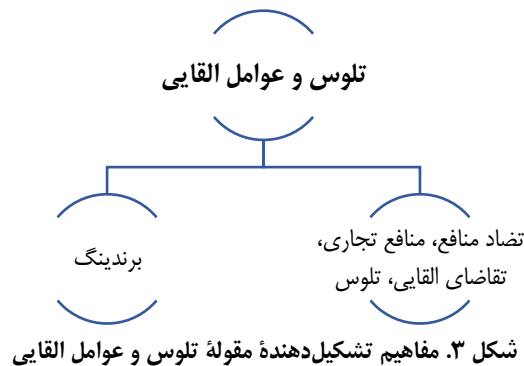 تلوس و عوامل القایی
تضاد منافع، منافع تجاری،
تقاضای القایی، تلوس
برندینگ
شکل ۳. مفاهیم تشکیل‌دهندهٔ مقولهٔ تلوس و عوامل القایی